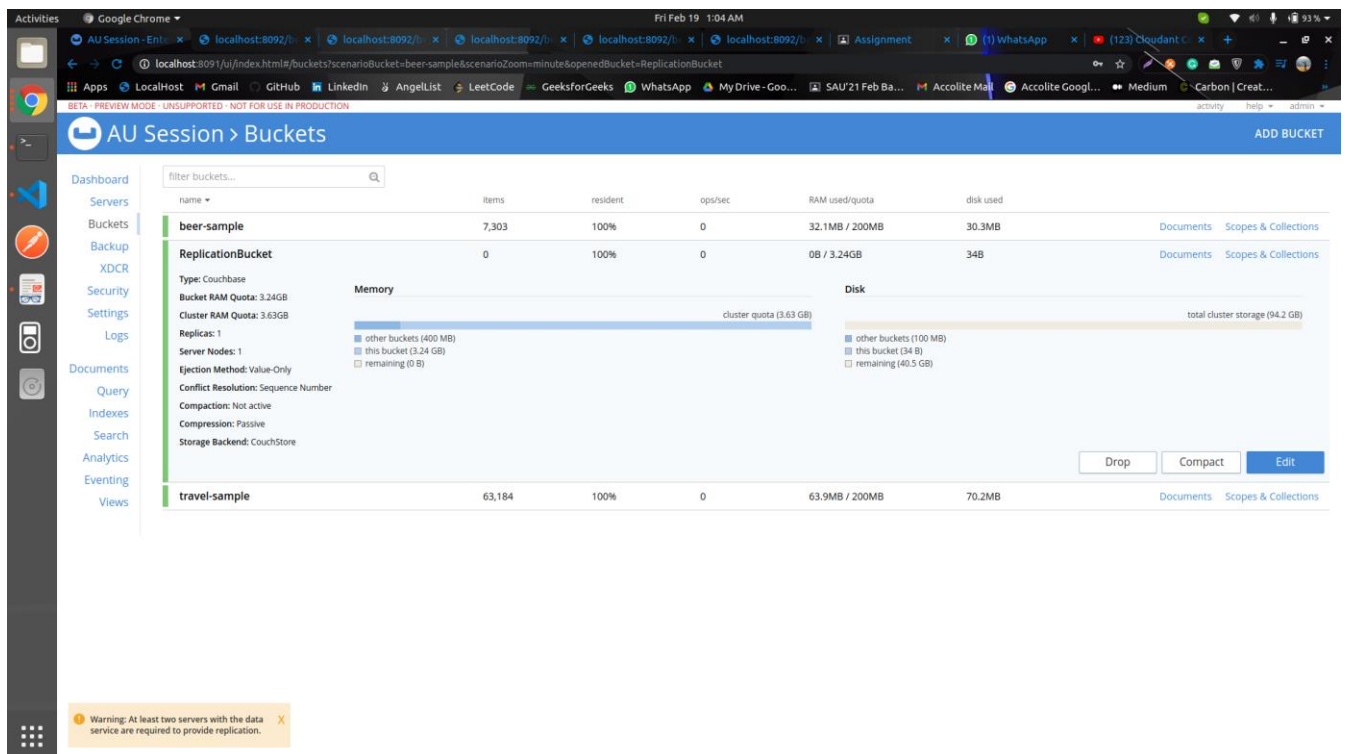 Activities Google Chrome ▾ Fri Feb 19 1:04 AM 93 % ▾
AU Session - Ente × localhost:8092/b × localhost:8092/b × localhost:8092/b × localhost:8092/b × localhost:8092/b × Assignment × (1) WhatsApp × (123) Cloudant C × +
localhost:8091/ui/index.html#/buckets?scenarioBucket=beer-sample&scenarioZoom=minute&openedBucket=ReplicationBucket
Apps LocalHost Gmail GitHub LinkedIn AngelList LeetCode GeeksforGeeks WhatsApp My Drive - Goo... SAU'21 Feb Ba... Accolite Mail Accolite Googl... Medium Carbon | Creat...
BETA - PREVIEW MODE - UNSUPPORTED - NOT FOR USE IN PRODUCTION activity help ▾ admin ▾
AU Session > Buckets ADD BUCKET
Dashboard
Servers
Buckets
Backup
XDCR
Security
Settings
Logs
Documents
Query
Indexes
Search
Analytics
Eventing
Views
filter buckets...
name ▾ items resident ops/sec RAM used/quota disk used
beer-sample 7,303 100% 0 32.1MB / 200MB 30.3MB Documents Scopes & Collections
ReplicationBucket 0 100% 0 0B / 3.24GB 34B Documents Scopes & Collections
Type: Couchbase
Bucket RAM Quota: 3.24GB
Cluster RAM Quota: 3.63GB
Replicas: 1
Server Nodes: 1
Ejection Method: Value-Only
Conflict Resolution: Sequence Number
Compaction: Not active
Compression: Passive
Storage Backend: CouchStore
Memory
cluster quota (3.63 GB)
other buckets (400 MB)
this bucket (3.24 GB)
remaining (0 B)
Disk
total cluster storage (94.2 GB)
other buckets (100 MB)
this bucket (34 B)
remaining (40.5 GB)
Drop Compact Edit
travel-sample 63,184 100% 0 63.9MB / 200MB 70.2MB Documents Scopes & Collections
Warning: At least two servers with the data X
service are required to provide replication.